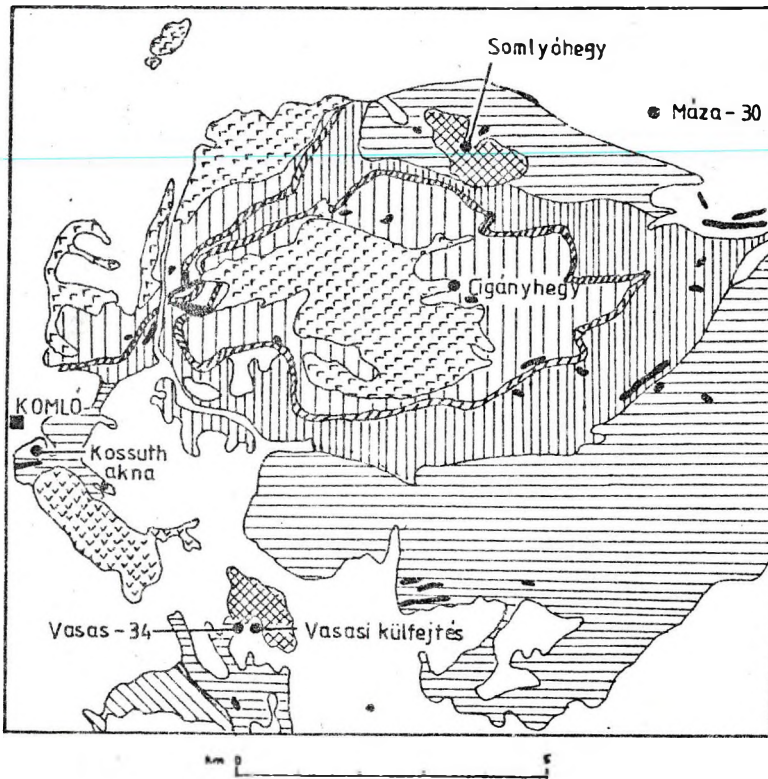 Somlyóhegy
Máza-30
Cigányhegy
KOMLÓ
Kossuth
akna
Vasas-34
Vasasi külfejtés
km 0 5